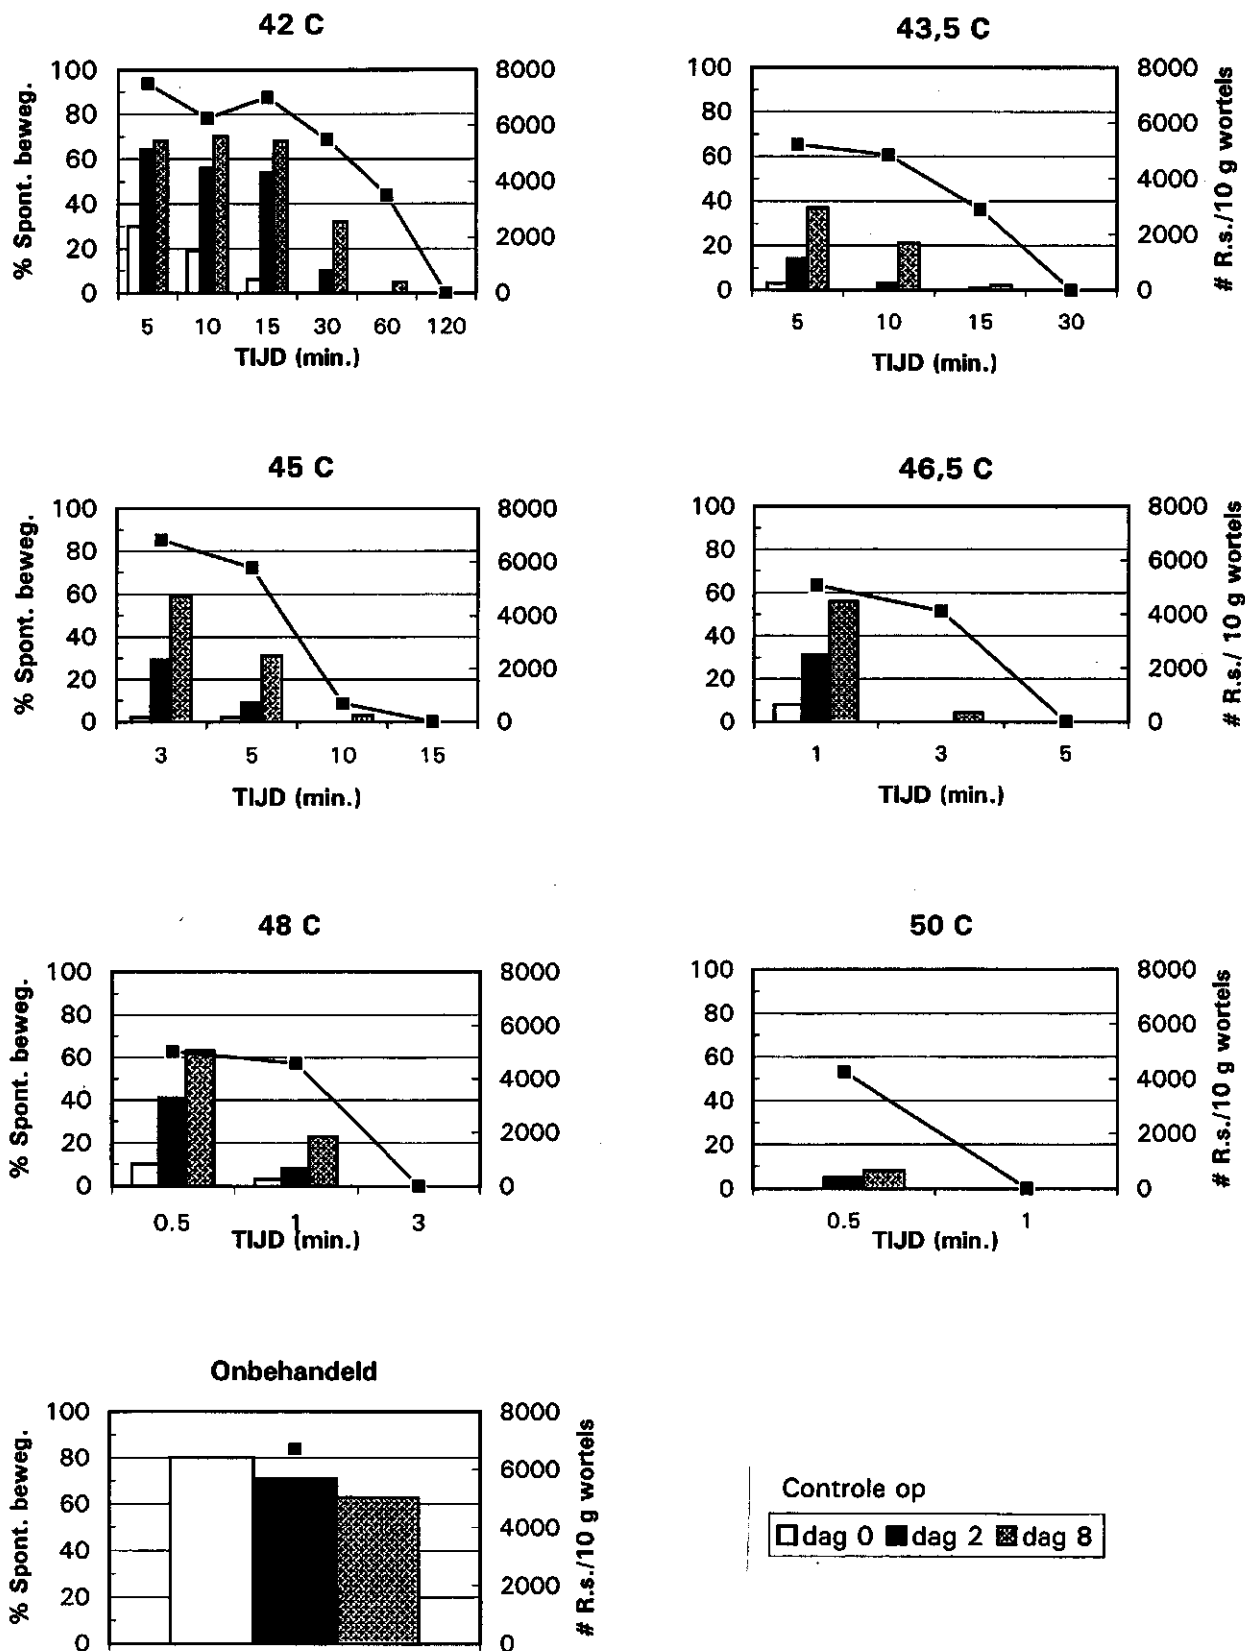 42 C
% Spont. beweg.
100
80
60
40
20
0
8000
6000
4000
2000
0
5 10 15 30 60 120
TIJD (min.)
43,5 C
100
80
60
40
20
0
8000
6000
4000
2000
0
# R.s./10 g wortels
5 10 15 30
TIJD (min.)
45 C
% Spont. beweg.
100
80
60
40
20
0
8000
6000
4000
2000
0
3 5 10 15
TIJD (min.)
46,5 C
100
80
60
40
20
0
8000
6000
4000
2000
0
# R.s./ 10 g wortels
1 3 5
TIJD (min.)
48 C
% Spont. beweg.
100
80
60
40
20
0
8000
6000
4000
2000
0
0.5 1 3
TIJD (min.)
50 C
100
80
60
40
20
0
8000
6000
4000
2000
0
# R.s./10 g wortels
0.5 1
TIJD (min.)
Onbehandeld
% Spont. beweg.
100
80
60
40
20
0
8000
6000
4000
2000
0
# R.s./10 g wortels
Controle op
dag 0 dag 2 dag 8